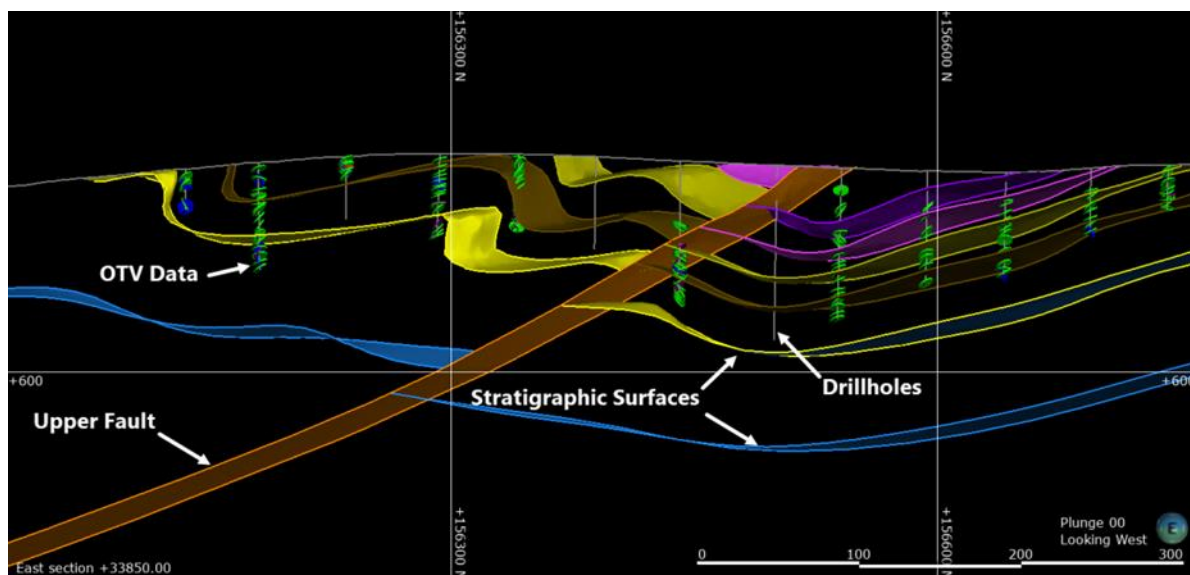 +156300 N
+156600 N
OTV Data
+600
+600
Drillholes
Stratigraphic Surfaces
Upper Fault
+156300 N
+156600 N
Plunge 00
Looking West
E
0
100
200
300
East section +33850.00